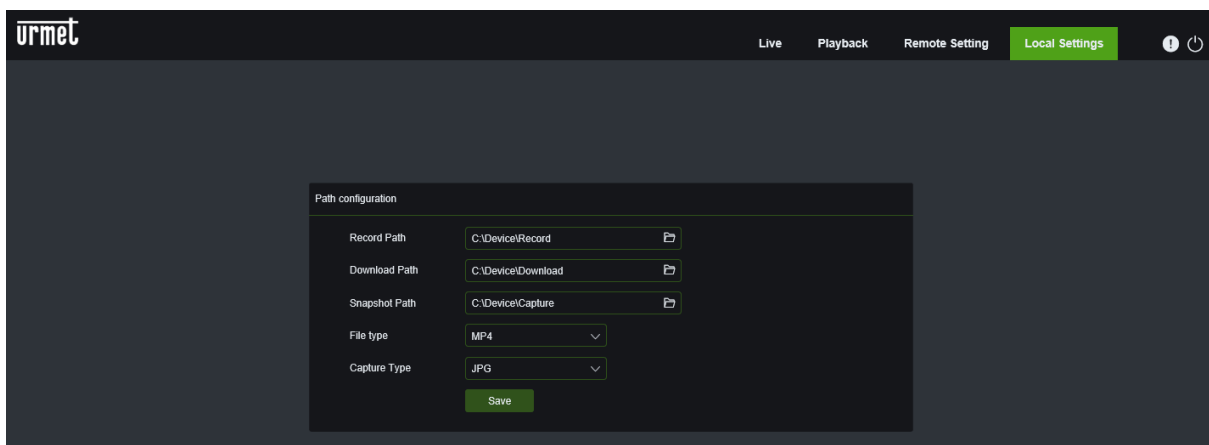 urmet
Live Playback Remote Setting Local Settings
Path configuration
Record Path C:\Device\Record
Download Path C:\Device\Download
Snapshot Path C:\Device\Capture
File type MP4
Capture Type JPG
Save